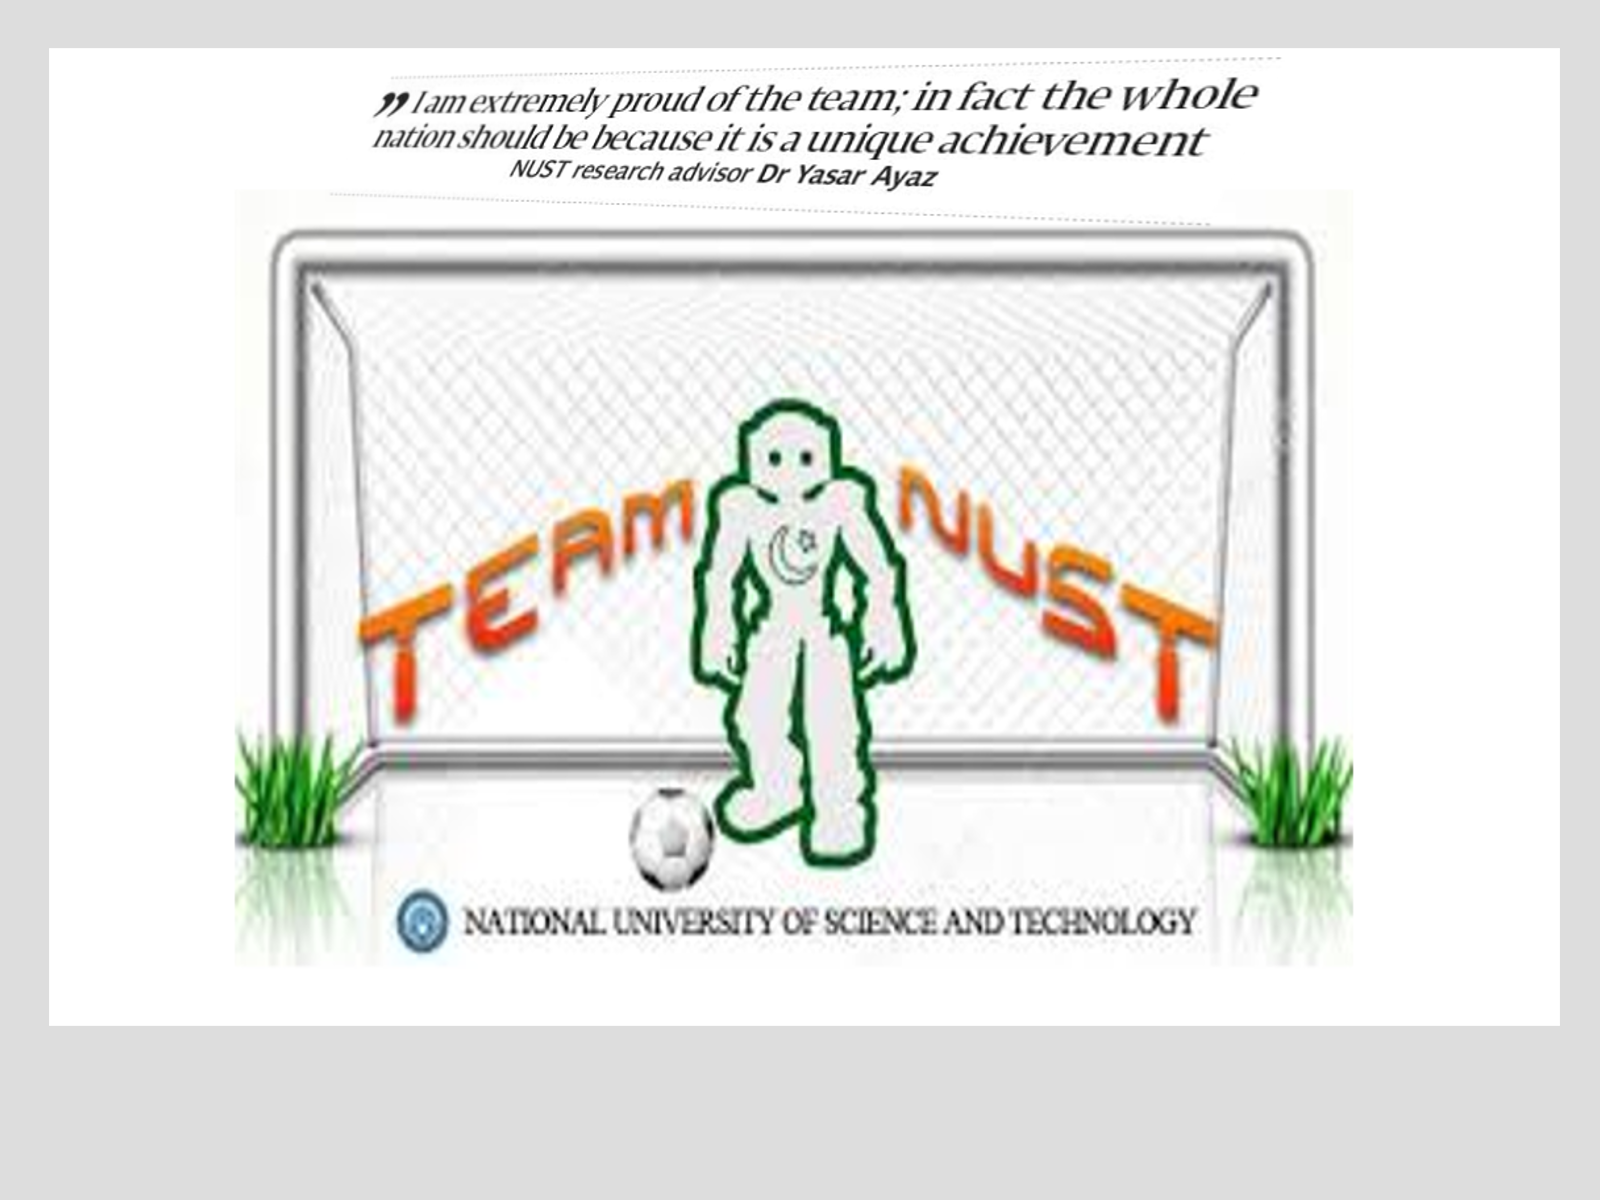 ” I am extremely proud of the team; in fact the whole
nation should be because it is a unique achievement
NUST research advisor Dr Yasar Ayaz
TEAM NUST
NATIONAL UNIVERSITY OF SCIENCE AND TECHNOLOGY